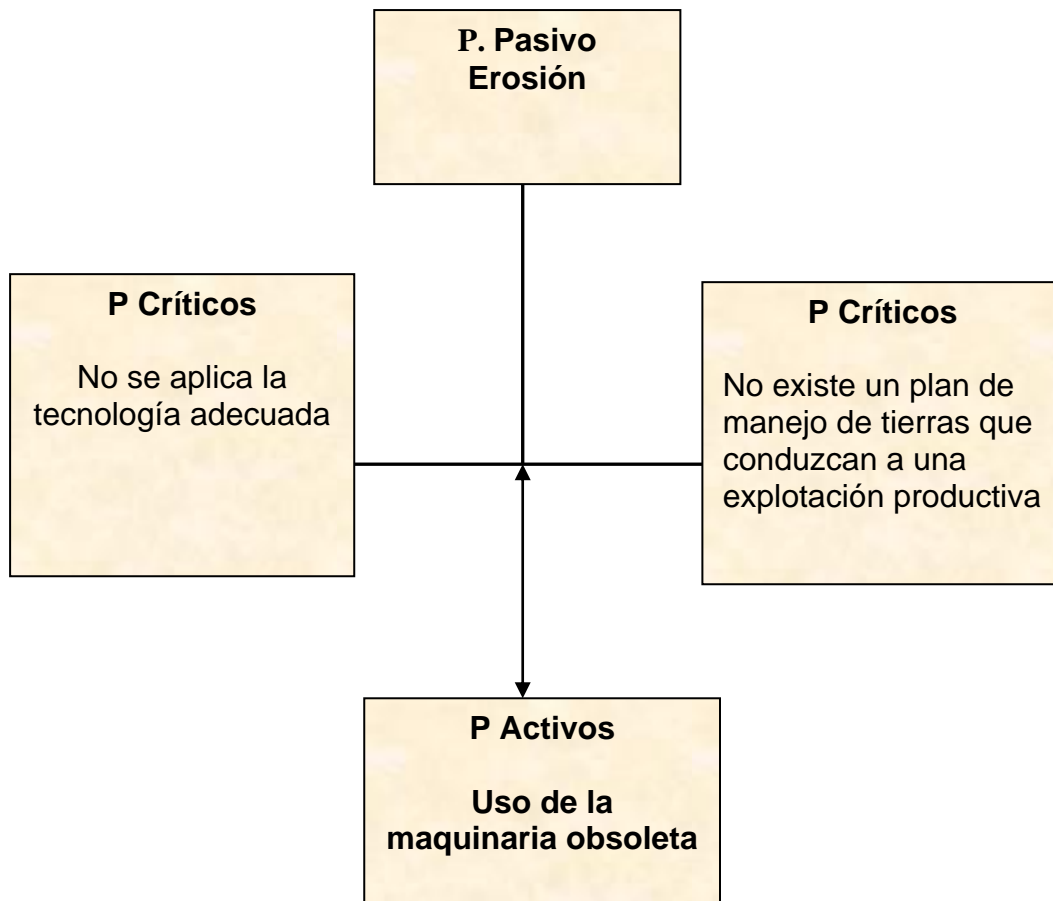 P. Pasivo
Erosión
P Críticos
No se aplica la
tecnología adecuada
P Críticos
No existe un plan de
manejo de tierras que
conduzcan a una
explotación productiva
P Activos
Uso de la
maquinaria obsoleta